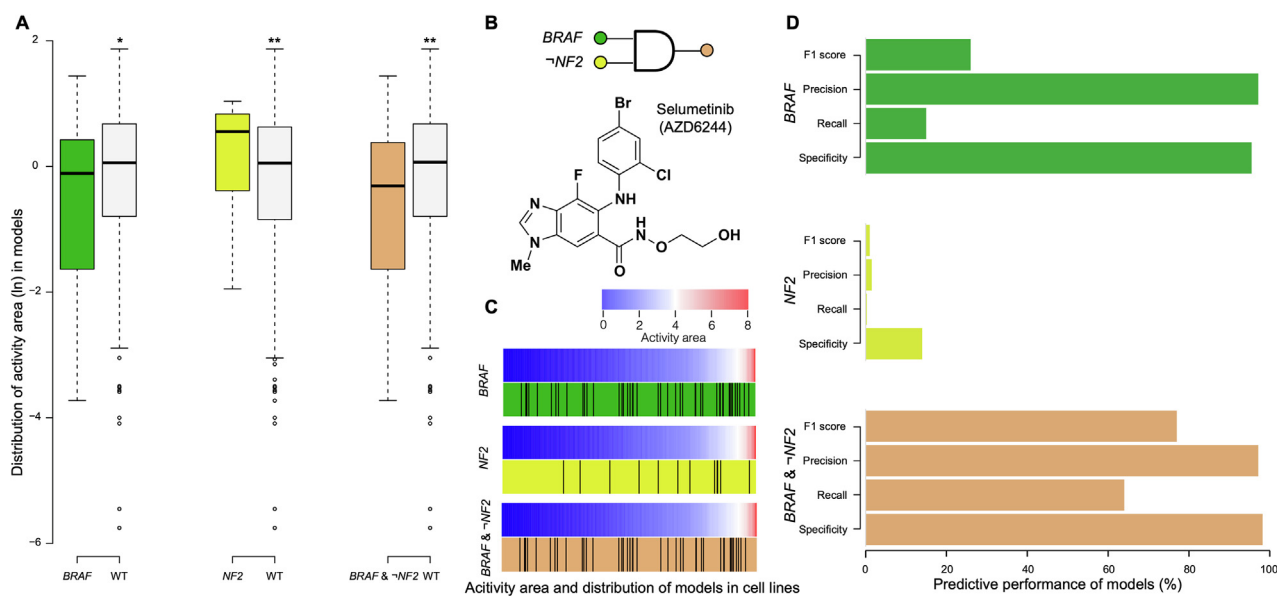 A
Distribution of activity area (ln) in models
2
0
−2
−4
−6
*
**
**
BRAF
WT
NF2
WT
BRAF & ¬NF2 WT
B
BRAF
¬NF2
Selumetinib
(AZD6244)
Br
Cl
F
NH
N
N
Me
H
N
O
OH
O
C
0 2 4 6 8
Activity area
BRAF
NF2
BRAF & ¬NF2
Acitivity area and distribution of models in cell lines
D
BRAF
F1 score
Precision
Recall
Specificity
NF2
F1 score
Precision
Recall
Specificity
BRAF & ¬NF2
F1 score
Precision
Recall
Specificity
0 20 40 60 80 100
Predictive performance of models (%)